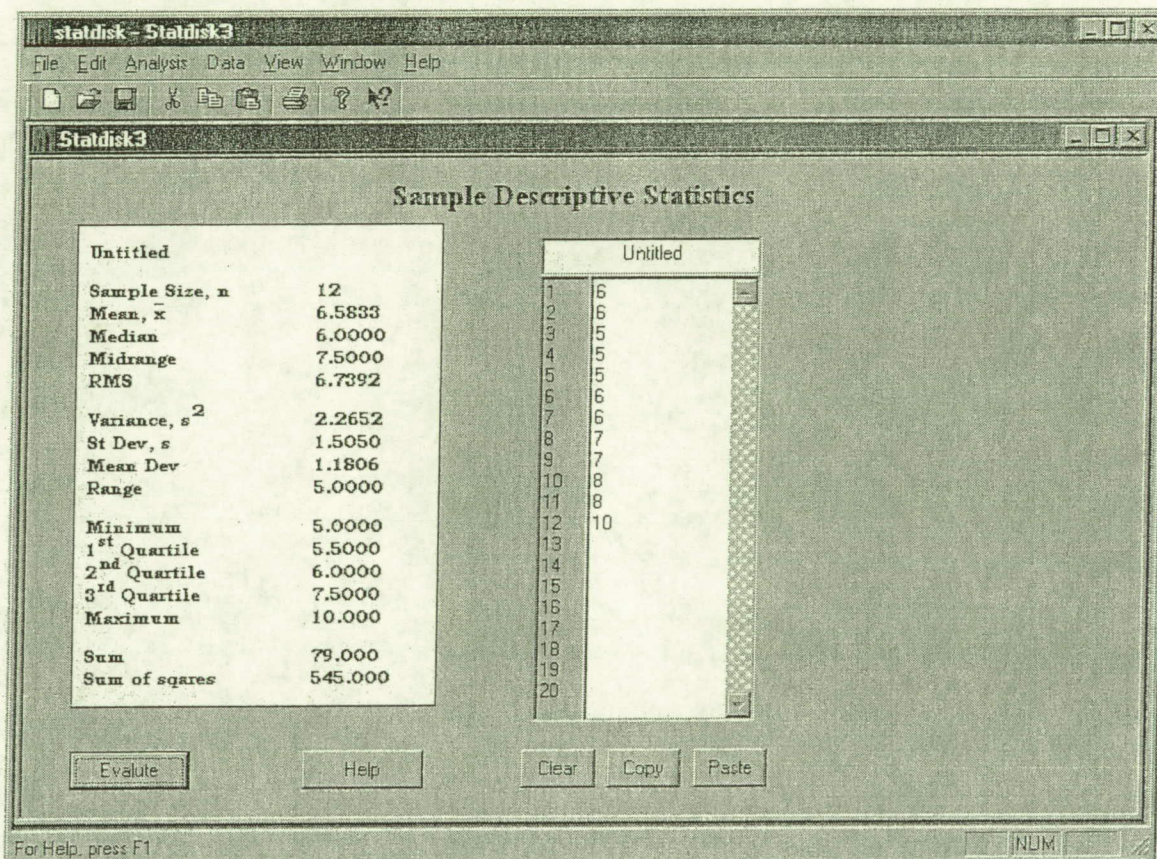 statdisk - Statdisk3
File Edit Analysis Data View Window Help
Statdisk3
Sample Descriptive Statistics
Untitled
Sample Size, n 12
Mean, x̄ 6.5833
Median 6.0000
Midrange 7.5000
RMS 6.7392
Variance, s² 2.2652
St Dev, s 1.5050
Mean Dev 1.1806
Range 5.0000
Minimum 5.0000
1st Quartile 5.5000
2nd Quartile 6.0000
3rd Quartile 7.5000
Maximum 10.000
Sum 79.000
Sum of sqares 545.000
Untitled
1 6
2 6
3 5
4 5
5 5
6 6
7 6
8 7
9 7
10 8
11 8
12 10
13
14
15
16
17
18
19
20
Evalute Help Clear Copy Paste
For Help, press F1 NUM